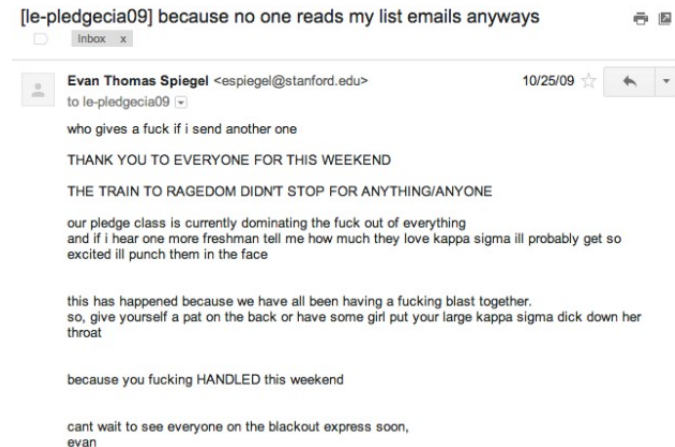 [le-pledgecia09] because no one reads my list emails anyways
Inbox x
Evan Thomas Spiegel <espiegel@stanford.edu> 10/25/09
to le-pledgecia09
who gives a fuck if i send another one
THANK YOU TO EVERYONE FOR THIS WEEKEND
THE TRAIN TO RAGEDOM DIDN'T STOP FOR ANYTHING/ANYONE
our pledge class is currently dominating the fuck out of everything
and if i hear one more freshman tell me how much they love kappa sigma ill probably get so
excited ill punch them in the face
this has happened because we have all been having a fucking blast together.
so, give yourself a pat on the back or have some girl put your large kappa sigma dick down her
throat
because you fucking HANDLED this weekend
cant wait to see everyone on the blackout express soon,
evan